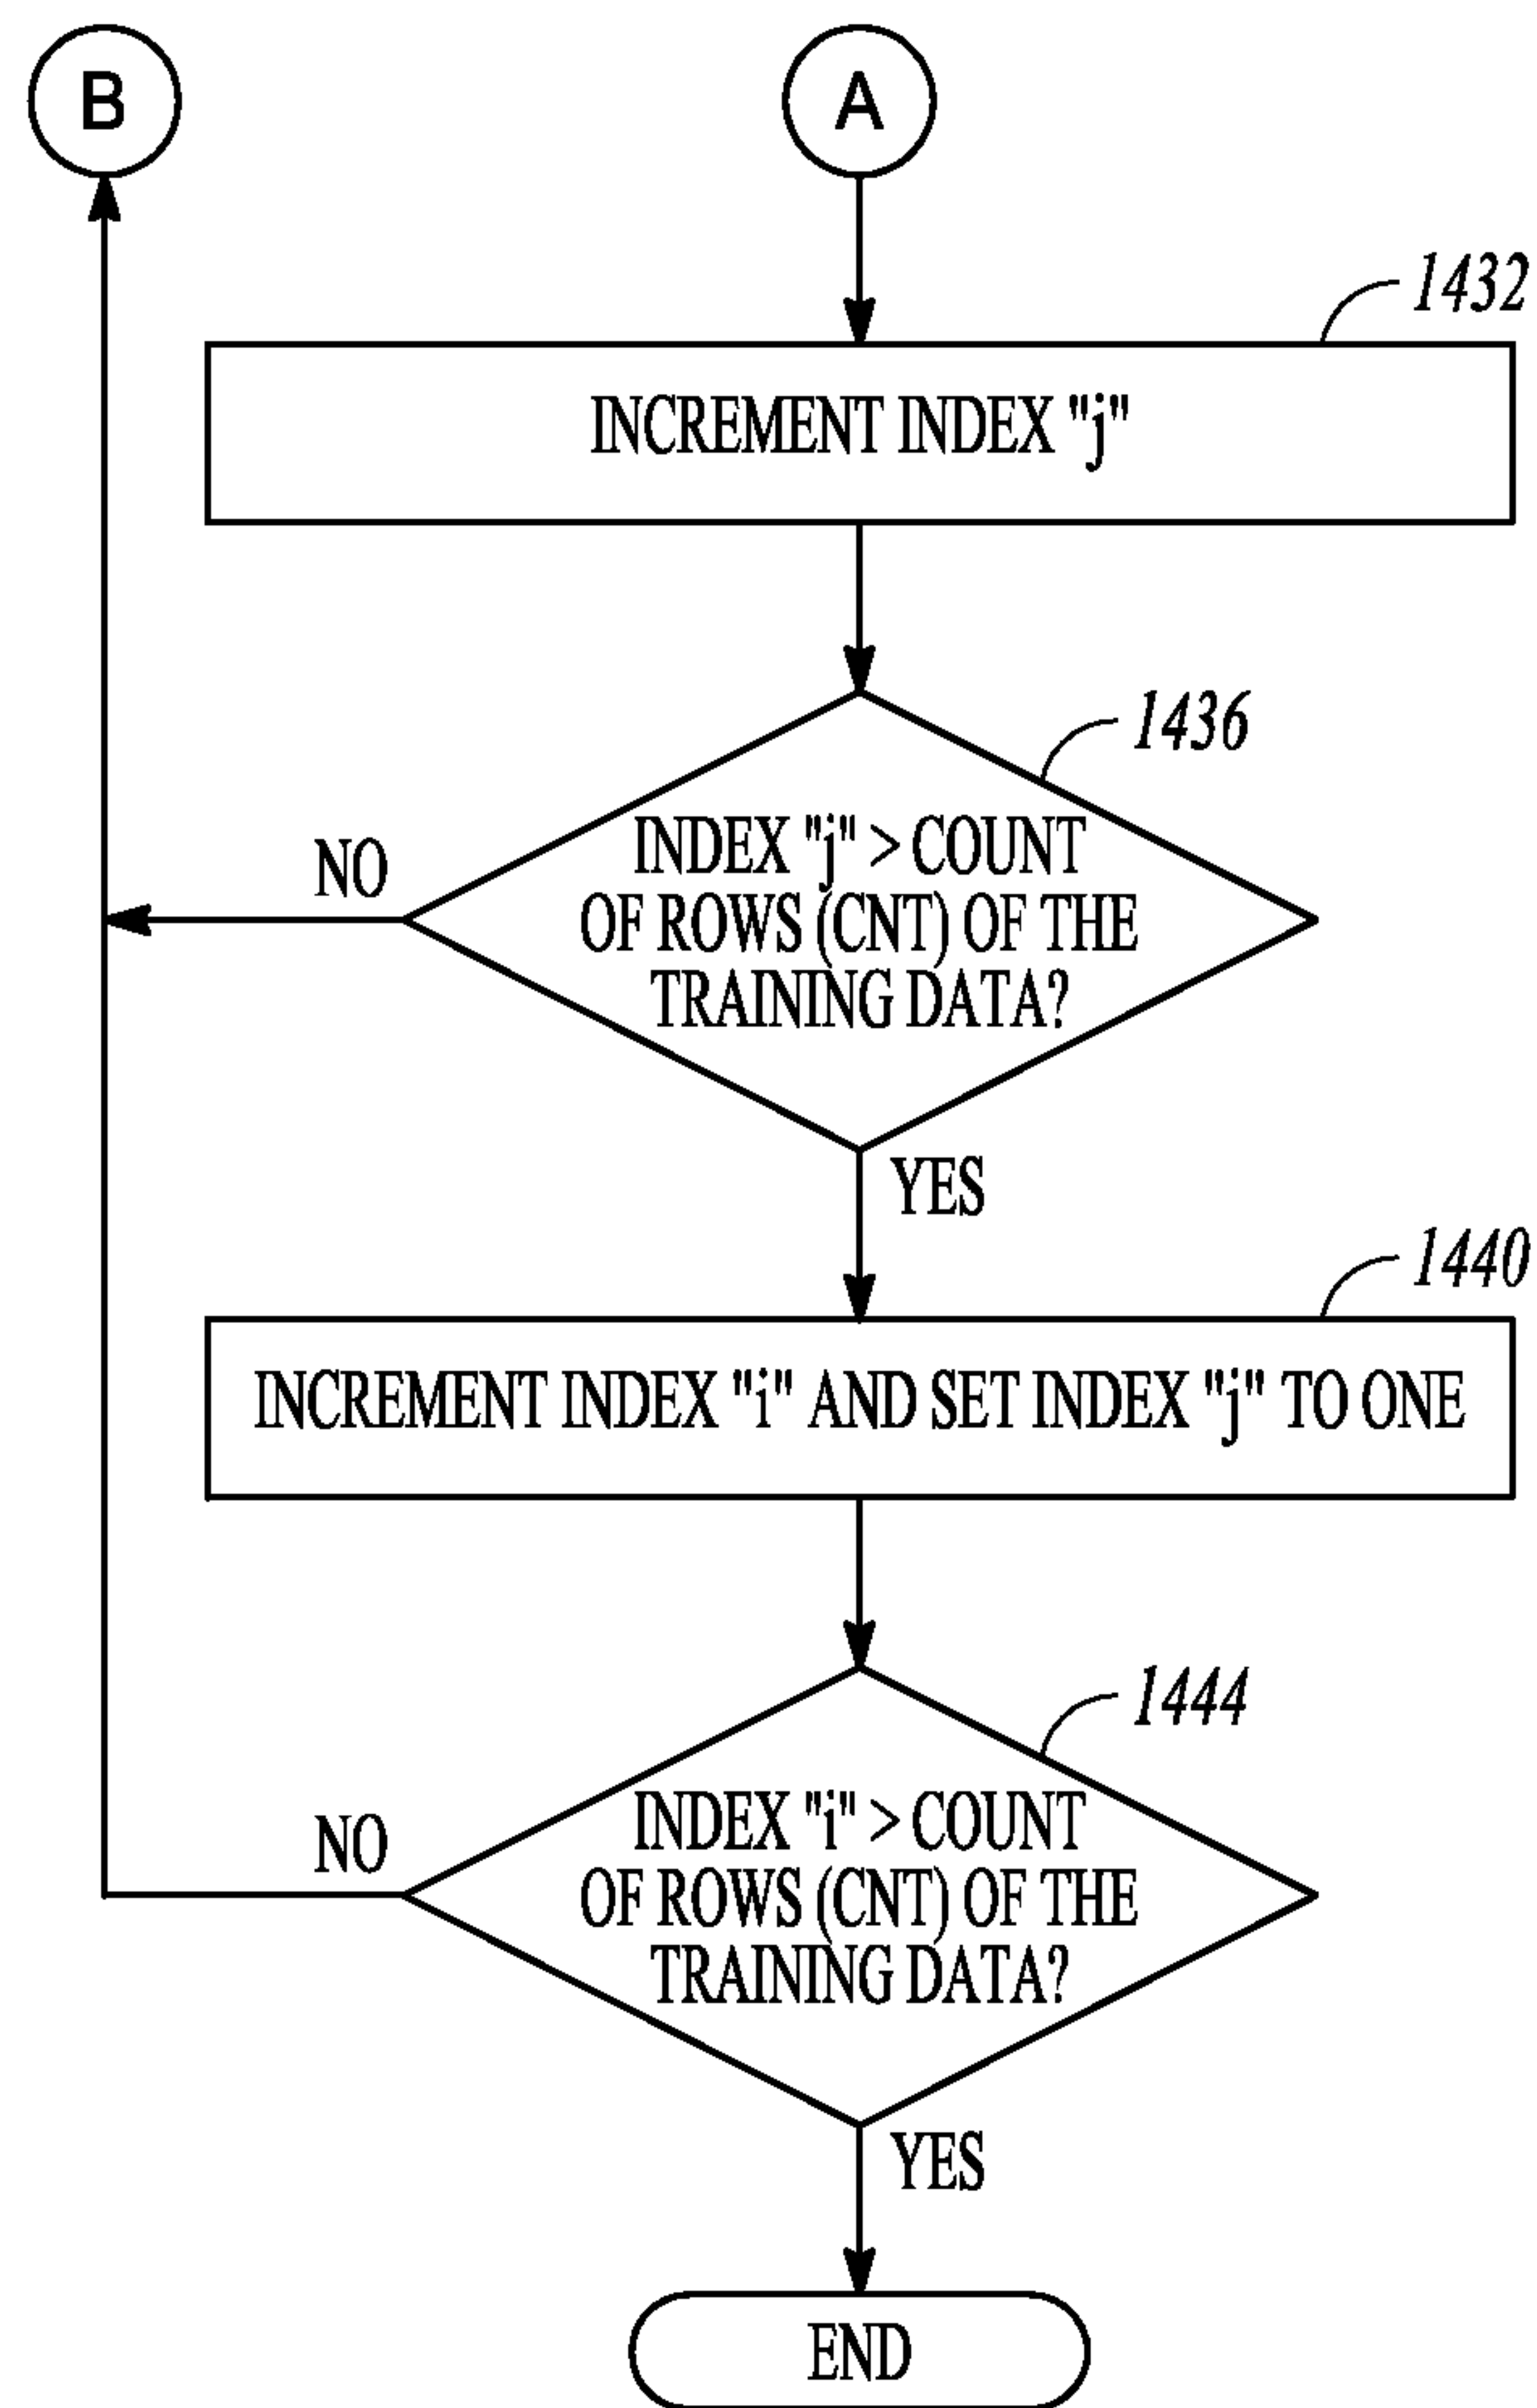 B
A
1432
INCREMENT INDEX "j"
1436
INDEX "j" > COUNT
OF ROWS (CNT) OF THE
TRAINING DATA?
NO
YES
1440
INCREMENT INDEX "i" AND SET INDEX "j" TO ONE
1444
INDEX "i" > COUNT
OF ROWS (CNT) OF THE
TRAINING DATA?
NO
YES
END